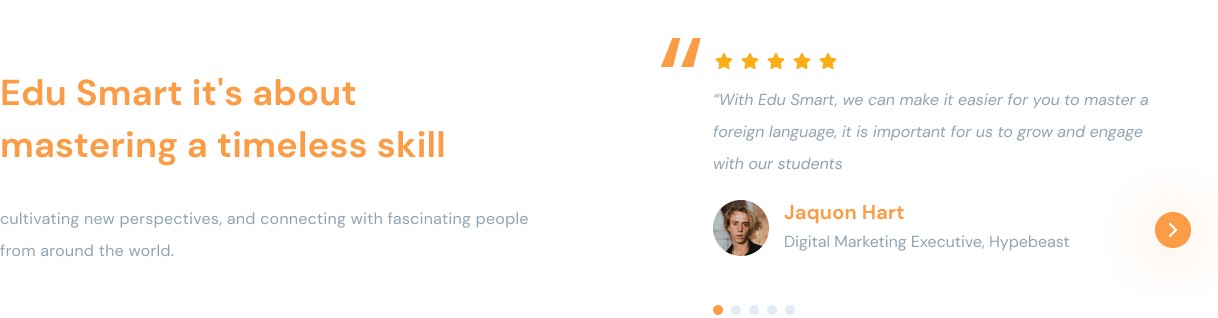 Edu Smart it's about
mastering a timeless skill
cultivating new perspectives, and connecting with fascinating people
from around the world.
“With Edu Smart, we can make it easier for you to master a
foreign language, it is important for us to grow and engage
with our students
Jaquon Hart
Digital Marketing Executive, Hypebeast